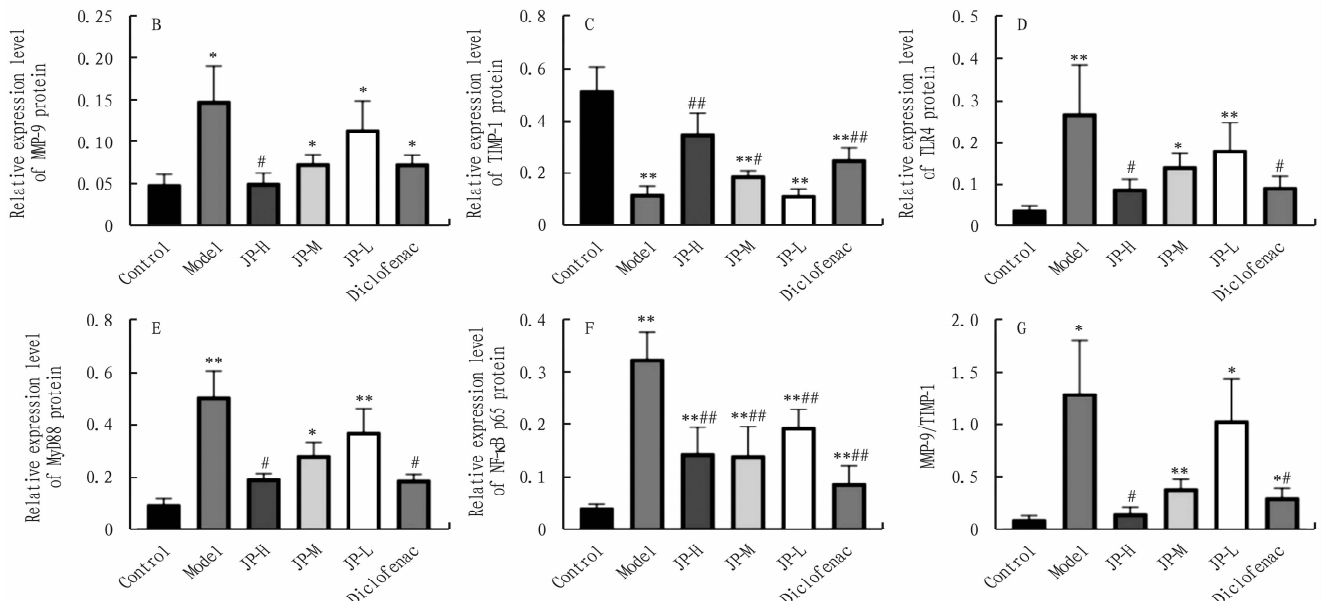 B
Relative expression level
of MMP-9 protein
0.25
0.20
0.15
0.10
0.05
0
*
#
*
*
*
Control
Model
JP-H
JP-M
JP-L
Diclofenac
C
Relative expression level
of TIMP-1 protein
0.8
0.6
0.4
0.2
0
**
##
**#
**
**##
Control
Model
JP-H
JP-M
JP-L
Diclofenac
D
Relative expression level
of TLR4 protein
0.5
0.4
0.3
0.2
0.1
0
**
#
*
**
#
Control
Model
JP-H
JP-M
JP-L
Diclofenac
E
Relative expression level
of MyD88 protein
0.8
0.6
0.4
0.2
0
**
#
*
**
#
Control
Model
JP-H
JP-M
JP-L
Diclofenac
F
Relative expression level
of NF-κB p65 protein
0.4
0.3
0.2
0.1
0
**
**##
**##
**##
**##
Control
Model
JP-H
JP-M
JP-L
Diclofenac
G
MMP-9/TIMP-1
2.0
1.5
1.0
0.5
0
*
#
**
*
*#
Control
Model
JP-H
JP-M
JP-L
Diclofenac